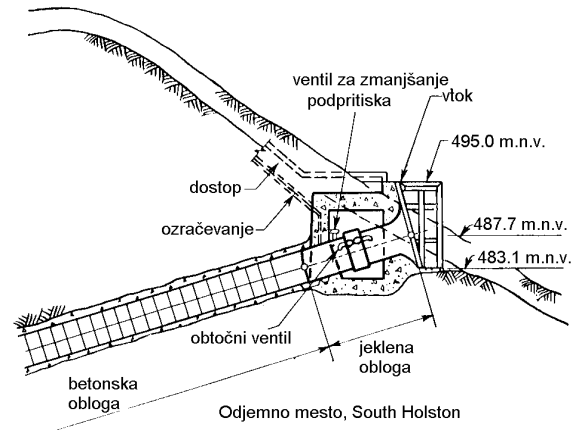 ventil za zmanjšanje
podpritiska
vtok
495.0 m.n.v.
dostop
ozračevanje
487.7 m.n.v.
483.1 m.n.v.
obtočni ventil
jeklena
obloga
betonska
obloga
Odjemno mesto, South Holston